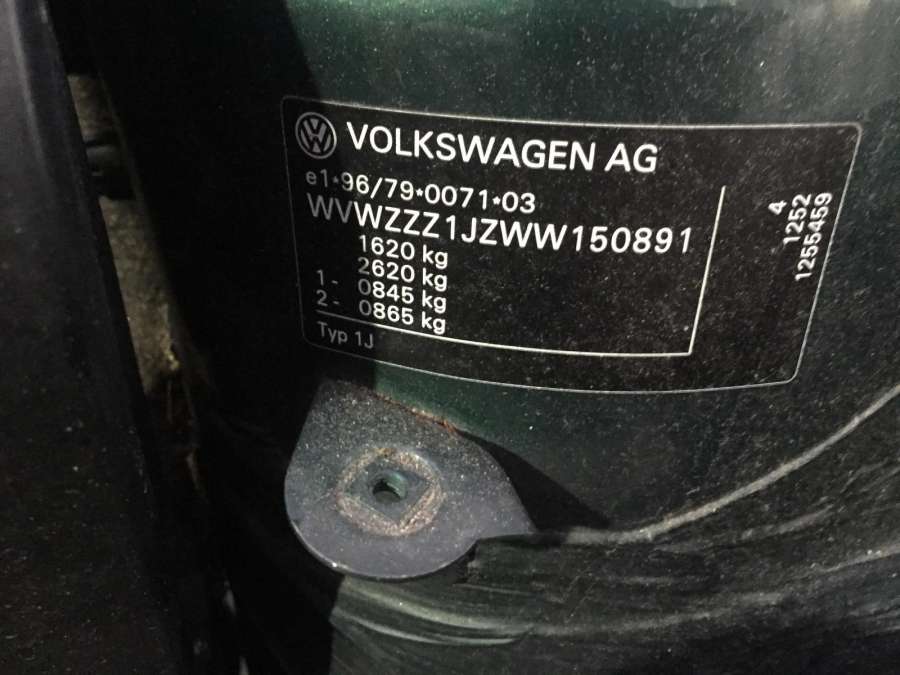 VOLKSWAGEN AG
e1*96/79*0071*03
WVWZZZ1JZWW150891
1620 kg
2620 kg
1- 0845 kg
2- 0865 kg
Typ 1J
4
1252
1255459